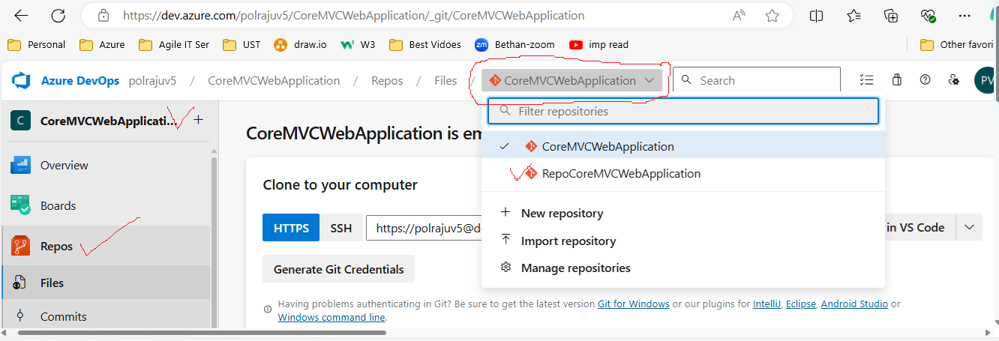 https://dev.azure.com/polrajuv5/CoreMVCWebApplication/_git/CoreMVCWebApplication
Personal Azure Agile IT Ser UST draw.io W3 Best Vidoes Bethan-zoom imp read Other favori
Azure DevOps polrajuv5 / CoreMVCWebApplication / Repos / Files / CoreMVCWebApplication Search PV
C CoreMVCWebApplicati... +
Filter repositories
CoreMVCWebApplication is em
CoreMVCWebApplication
Overview
RepoCoreMVCWebApplication
Clone to your computer
Boards
New repository
HTTPS SSH https://polrajuv5@de in VS Code
Import repository
Repos
Generate Git Credentials
Manage repositories
Files
Having problems authenticating in Git? Be sure to get the latest version Git for Windows or our plugins for IntelliJ, Eclipse, Android Studio or
Windows command line.
Commits